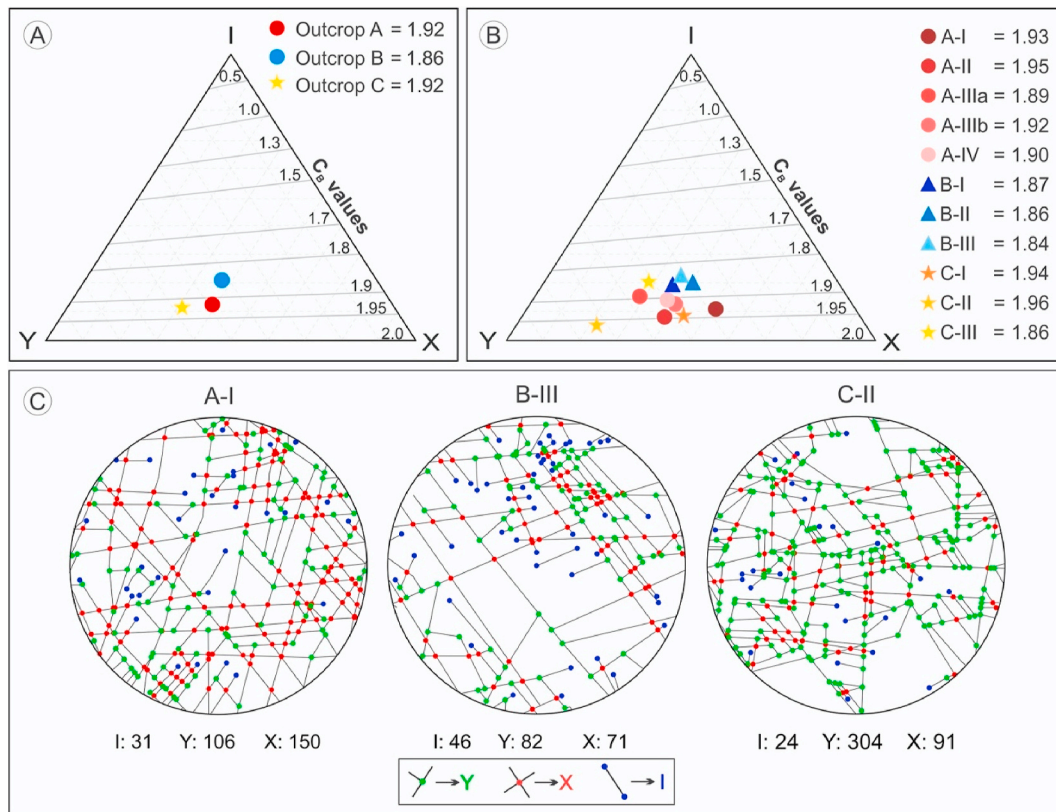 A
I
Outcrop A = 1.92
Outcrop B = 1.86
Outcrop C = 1.92
0.5
1.0
1.3
1.5
C_B values
1.7
1.8
1.9
1.95
2.0
Y
X
B
I
0.5
1.0
1.3
1.5
C_B values
1.7
1.8
1.9
1.95
2.0
Y
X
A-I = 1.93
A-II = 1.95
A-IIIa = 1.89
A-IIIb = 1.92
A-IV = 1.90
B-I = 1.87
B-II = 1.86
B-III = 1.84
C-I = 1.94
C-II = 1.96
C-III = 1.86
C
A-I
B-III
C-II
I: 31 Y: 106 X: 150
I: 46 Y: 82 X: 71
I: 24 Y: 304 X: 91
→Y →X →I